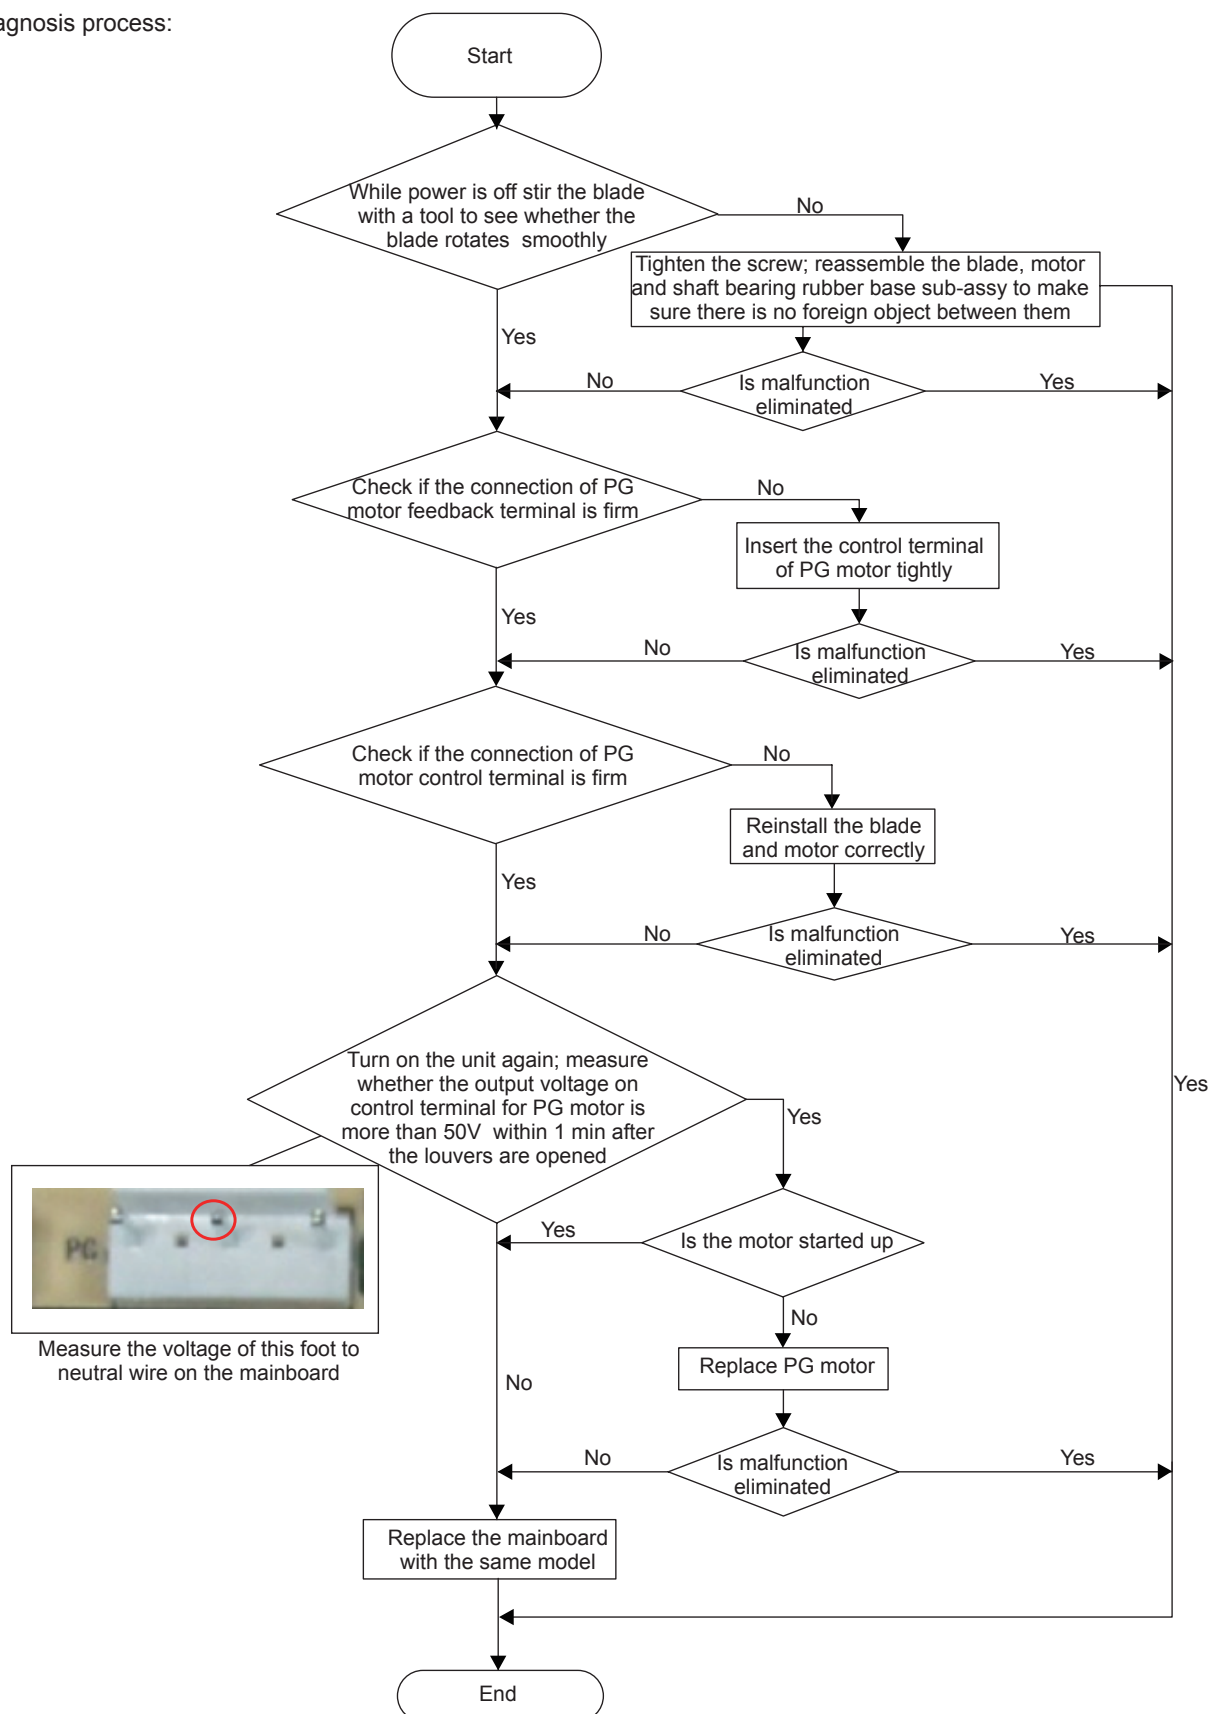 agnosis process:
Start
While power is off stir the blade
with a tool to see whether the
blade rotates smoothly
No
Tighten the screw; reassemble the blade, motor
and shaft bearing rubber base sub-assy to make
sure there is no foreign object between them
Yes
No
Is malfunction
eliminated
Yes
Check if the connection of PG
motor feedback terminal is firm
No
Insert the control terminal
of PG motor tightly
Yes
No
Is malfunction
eliminated
Yes
Check if the connection of PG
motor control terminal is firm
No
Reinstall the blade
and motor correctly
Yes
No
Is malfunction
eliminated
Yes
Turn on the unit again; measure
whether the output voltage on
control terminal for PG motor is
more than 50V within 1 min after
the louvers are opened
Yes
Yes
PG
Measure the voltage of this foot to
neutral wire on the mainboard
Yes
Is the motor started up
No
Replace PG motor
No
No
Is malfunction
eliminated
Yes
Replace the mainboard
with the same model
End